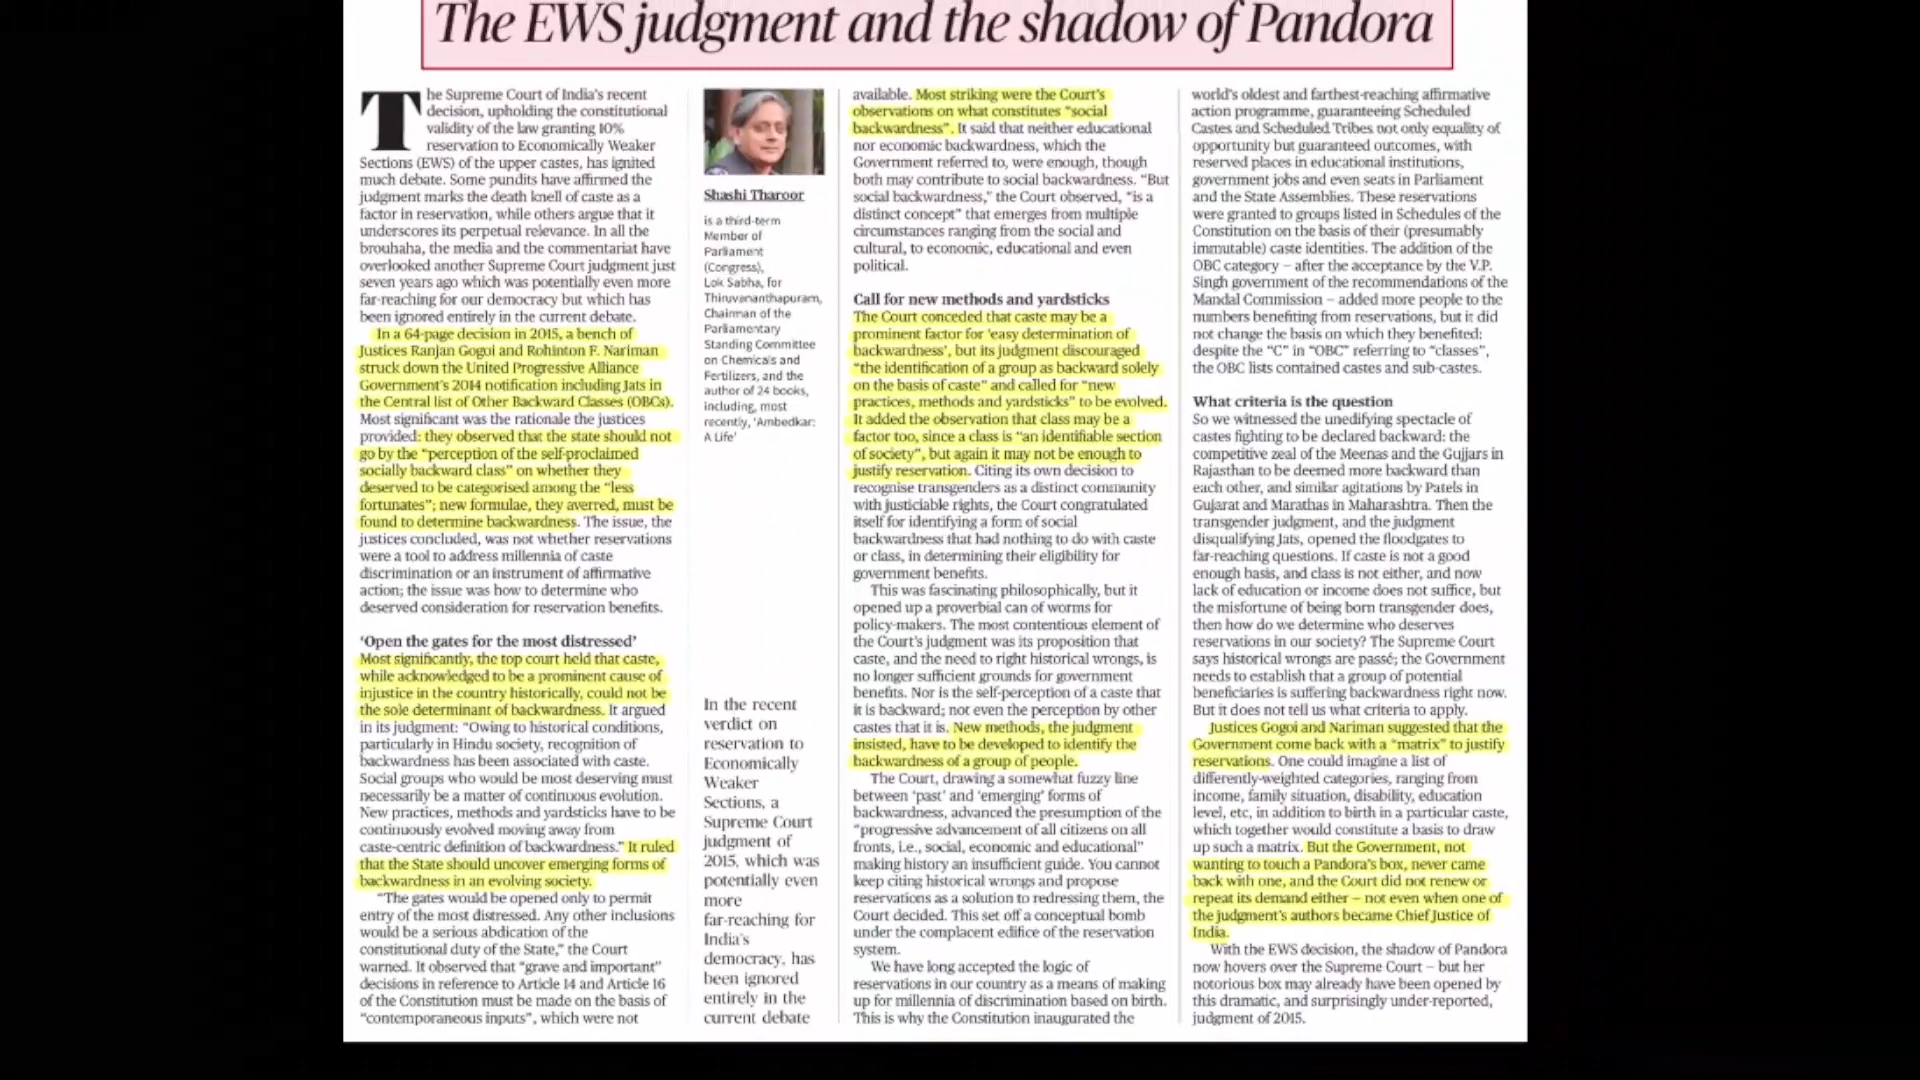 The EWS judgment and the shadow of Pandora
The Supreme Court of India's recent
decision, upholding the constitutional
validity of the law granting 10%
reservation to Economically Weaker
Sections (EWS) of the upper castes, has ignited
much debate. Some pundits have affirmed the
judgment marks the death knell of caste as a
factor in reservation, while others argue that it
underscores its perpetual relevance. In all the
brouhaha, the media and the commentariat have
overlooked another Supreme Court judgment just
seven years ago which was potentially even more
far-reaching for our democracy but which has
been ignored entirely in the current debate.
In a 64-page decision in 2015, a bench of
Justices Ranjan Gogoi and Rohinton F. Nariman
struck down the United Progressive Alliance
Government's 2014 notification including Jats in
the Central list of Other Backward Classes (OBCs).
Most significant was the rationale the justices
provided: they observed that the state should not
go by the “perception of the self-proclaimed
socially backward class” on whether they
deserved to be categorised among the “less
fortunates”; new formulae, they averred, must be
found to determine backwardness. The issue, the
justices concluded, was not whether reservations
were a tool to address millennia of caste
discrimination or an instrument of affirmative
action; the issue was how to determine who
deserved consideration for reservation benefits.
‘Open the gates for the most distressed’
Most significantly, the top court held that caste,
while acknowledged to be a prominent cause of
injustice in the country historically, could not be
the sole determinant of backwardness. It argued
in its judgment: “Owing to historical conditions,
particularly in Hindu society, recognition of
backwardness has been associated with caste.
Social groups who would be most deserving must
necessarily be a matter of continuous evolution.
New practices, methods and yardsticks have to be
continuously evolved moving away from
caste-centric definition of backwardness.” It ruled
that the State should uncover emerging forms of
backwardness in an evolving society.
“The gates would be opened only to permit
entry of the most distressed. Any other inclusions
would be a serious abdication of the
constitutional duty of the State,” the Court
warned. It observed that “grave and important”
decisions in reference to Article 14 and Article 16
of the Constitution must be made on the basis of
“contemporaneous inputs”, which were not
Shashi Tharoor
is a third-term
Member of
Parliament
(Congress),
Lok Sabha, for
Thiruvananthapuram,
Chairman of the
Parliamentary
Standing Committee
on Chemicals and
Fertilizers, and the
author of 24 books,
including, most
recently, ‘Ambedkar:
A Life’
In the recent
verdict on
reservation to
Economically
Weaker
Sections, a
Supreme Court
judgment of
2015, which was
potentially even
more
far-reaching for
India's
democracy, has
been ignored
entirely in the
current debate
available. Most striking were the Court's
observations on what constitutes “social
backwardness”. It said that neither educational
nor economic backwardness, which the
Government referred to, were enough, though
both may contribute to social backwardness. “But
social backwardness,” the Court observed, “is a
distinct concept” that emerges from multiple
circumstances ranging from the social and
cultural, to economic, educational and even
political.
Call for new methods and yardsticks
The Court conceded that caste may be a
prominent factor for ‘easy determination of
backwardness’, but its judgment discouraged
“the identification of a group as backward solely
on the basis of caste” and called for “new
practices, methods and yardsticks” to be evolved.
It added the observation that class may be a
factor too, since a class is “an identifiable section
of society”, but again it may not be enough to
justify reservation. Citing its own decision to
recognise transgenders as a distinct community
with justiciable rights, the Court congratulated
itself for identifying a form of social
backwardness that had nothing to do with caste
or class, in determining their eligibility for
government benefits.
This was fascinating philosophically, but it
opened up a proverbial can of worms for
policy-makers. The most contentious element of
the Court's judgment was its proposition that
caste, and the need to right historical wrongs, is
no longer sufficient grounds for government
benefits. Nor is the self-perception of a caste that
it is backward; not even the perception by other
castes that it is. New methods, the judgment
insisted, have to be developed to identify the
backwardness of a group of people.
The Court, drawing a somewhat fuzzy line
between ‘past’ and ‘emerging’ forms of
backwardness, advanced the presumption of the
“progressive advancement of all citizens on all
fronts, i.e., social, economic and educational”
making history an insufficient guide. You cannot
keep citing historical wrongs and propose
reservations as a solution to redressing them, the
Court decided. This set off a conceptual bomb
under the complacent edifice of the reservation
system.
We have long accepted the logic of
reservations in our country as a means of making
up for millennia of discrimination based on birth.
This is why the Constitution inaugurated the
world's oldest and farthest-reaching affirmative
action programme, guaranteeing Scheduled
Castes and Scheduled Tribes not only equality of
opportunity but guaranteed outcomes, with
reserved places in educational institutions,
government jobs and even seats in Parliament
and the State Assemblies. These reservations
were granted to groups listed in Schedules of the
Constitution on the basis of their (presumably
immutable) caste identities. The addition of the
OBC category – after the acceptance by the V.P.
Singh government of the recommendations of the
Mandal Commission – added more people to the
numbers benefiting from reservations, but it did
not change the basis on which they benefited:
despite the “C” in “OBC” referring to “classes”,
the OBC lists contained castes and sub-castes.
What criteria is the question
So we witnessed the unedifying spectacle of
castes fighting to be declared backward: the
competitive zeal of the Meenas and the Gujjars in
Rajasthan to be deemed more backward than
each other, and similar agitations by Patels in
Gujarat and Marathas in Maharashtra. Then the
transgender judgment, and the judgment
disqualifying Jats, opened the floodgates to
far-reaching questions. If caste is not a good
enough basis, and class is not either, and now
lack of education or income does not suffice, but
the misfortune of being born transgender does,
then how do we determine who deserves
reservations in our society? The Supreme Court
says historical wrongs are passé; the Government
needs to establish that a group of potential
beneficiaries is suffering backwardness right now.
But it does not tell us what criteria to apply.
Justices Gogoi and Nariman suggested that the
Government come back with a “matrix” to justify
reservations. One could imagine a list of
differently-weighted categories, ranging from
income, family situation, disability, education
level, etc, in addition to birth in a particular caste,
which together would constitute a basis to draw
up such a matrix. But the Government, not
wanting to touch a Pandora's box, never came
back with one, and the Court did not renew or
repeat its demand either – not even when one of
the judgment's authors became Chief Justice of
India.
With the EWS decision, the shadow of Pandora
now hovers over the Supreme Court – but her
notorious box may already have been opened by
this dramatic, and surprisingly under-reported,
judgment of 2015.